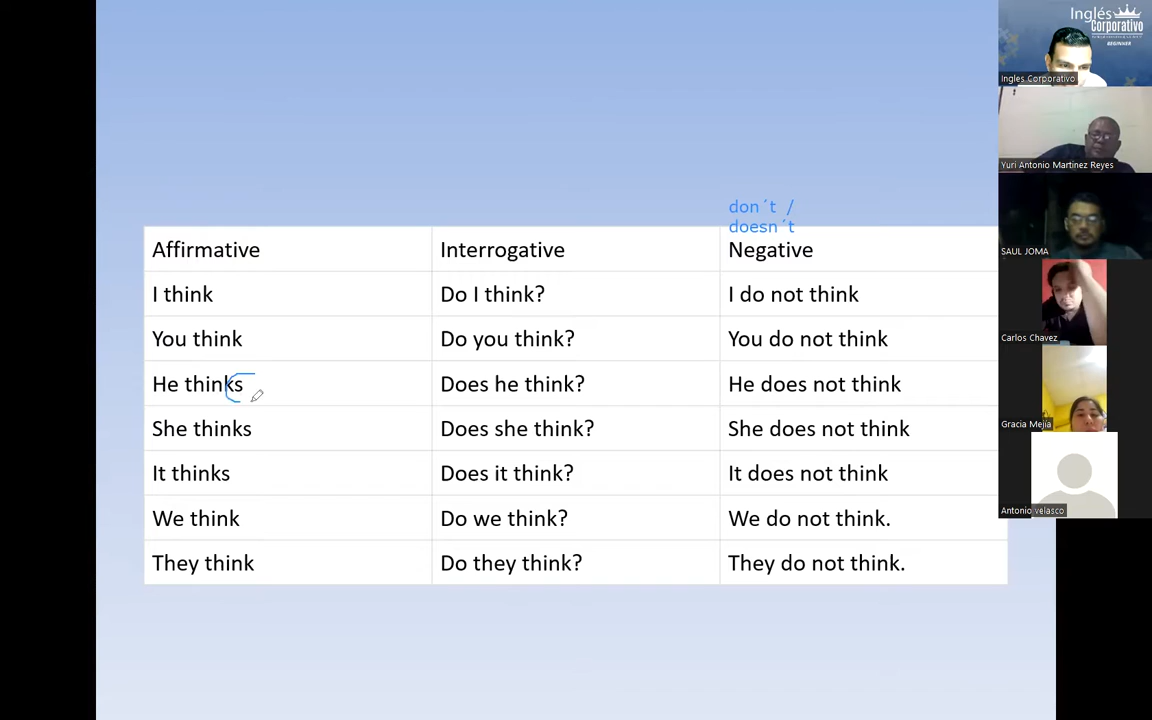 don´t /
doesn´t
Affirmative Interrogative Negative
I think Do I think? I do not think
You think Do you think? You do not think
He thinks Does he think? He does not think
She thinks Does she think? She does not think
It thinks Does it think? It does not think
We think Do we think? We do not think.
They think Do they think? They do not think.
Inglés
Corporativo
BEGINNER
Ingles Corporativo
Yuri Antonio Martinez Reyes
SAUL JOMA
Carlos Chavez
Gracia Mejia
Antonio velasco